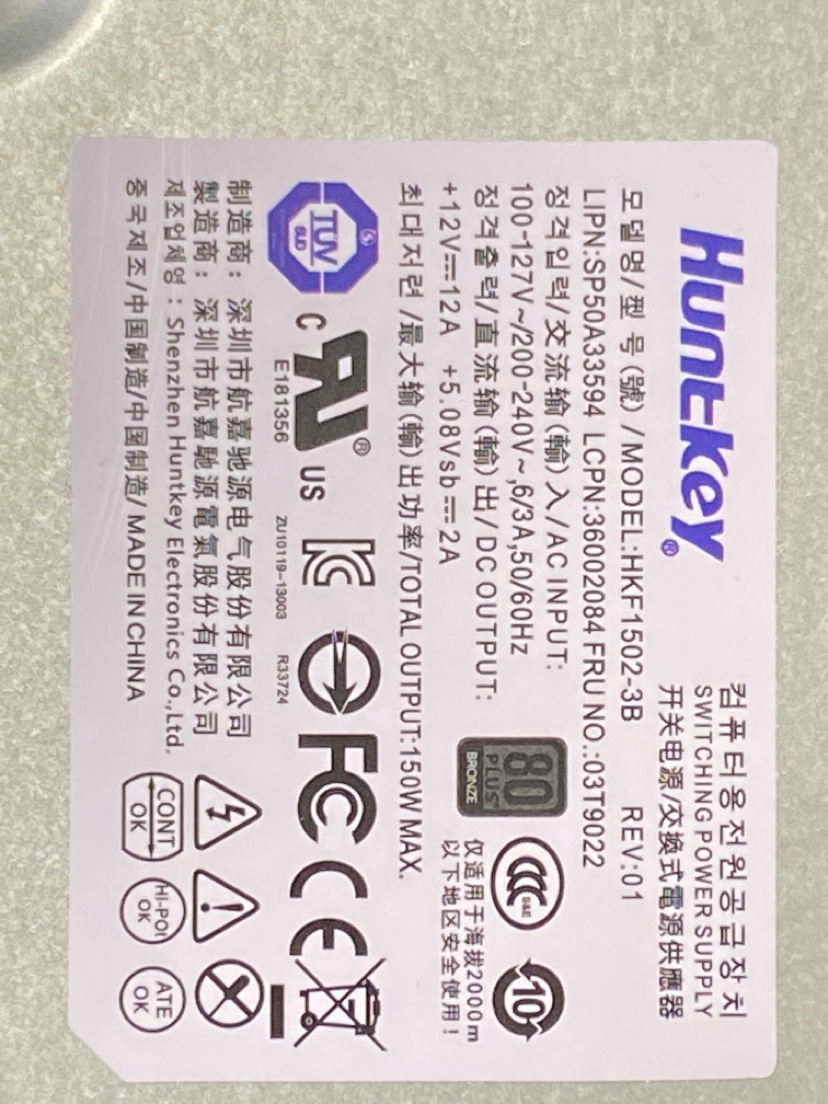 Huntkey®
컴퓨터용전원공급장치
SWITCHING POWER SUPPLY
开关电源/交換式電源供應器
모델명/型号(號)/MODEL:HKF1502-3B REV:01
LIPN:SP50A33594 LCPN:36002084 FRU NO.:03T9022
정격입력/交流输(輸)入/AC INPUT:
100-127V~/200-240V~,6/3A,50/60Hz
정격출력/直流输(輸)出/DC OUTPUT:
+12V⎓12A +5.08Vsb⎓2A
최대저련/最大输(輸)出功率/TOTAL OUTPUT:150W MAX.
80
PLUS
BRONZE
CCC
S&E
10
仅适用于海拔2000m
以下地区安全使用!
TÜV
SÜD
C UL® US
E181356
KC
ZU10119-13003
R33724
FC
CE
制造商:深圳市航嘉驰源电气股份有限公司
製造商:深圳市航嘉馳源電氣股份有限公司
제조업체명:Shenzhen Huntkey Electronics Co.,Ltd.
중국제조/中国制造/中国制造/MADE IN CHINA
CONT
OK
HI-POT
OK
ATE
OK